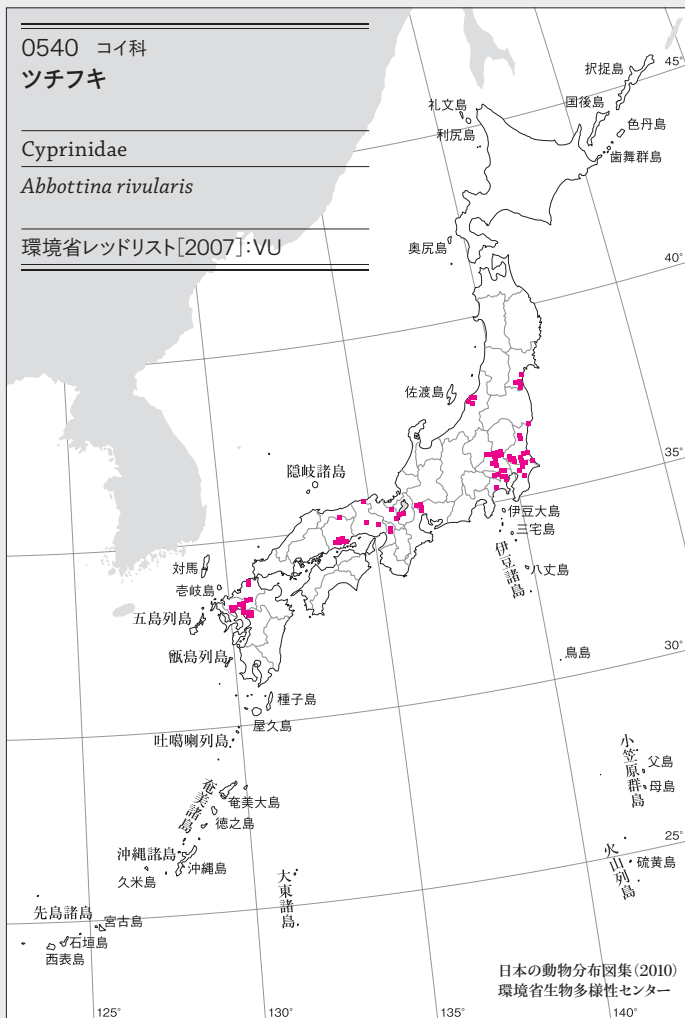 0540 コイ科
ツチフキ
Cyprinidae
Abbottina rivularis
環境省レッドリスト[2007]:VU
45°
択捉島
国後島
礼文島
色丹島
利尻島
歯舞群島
奥尻島
40°
佐渡島
35°
隠岐諸島
伊豆大島
三宅島
伊豆諸島
八丈島
対馬
壱岐島
五島列島
甑島列島
鳥島
30°
種子島
屋久島
吐噶喇列島
小笠原群島
父島
母島
奄美諸島
奄美大島
徳之島
25°
沖縄諸島
沖縄島
久米島
火山列島
硫黄島
大東諸島
先島諸島
宮古島
石垣島
西表島
日本の動物分布図集(2010)
環境省生物多様性センター
125°
130°
135°
140°